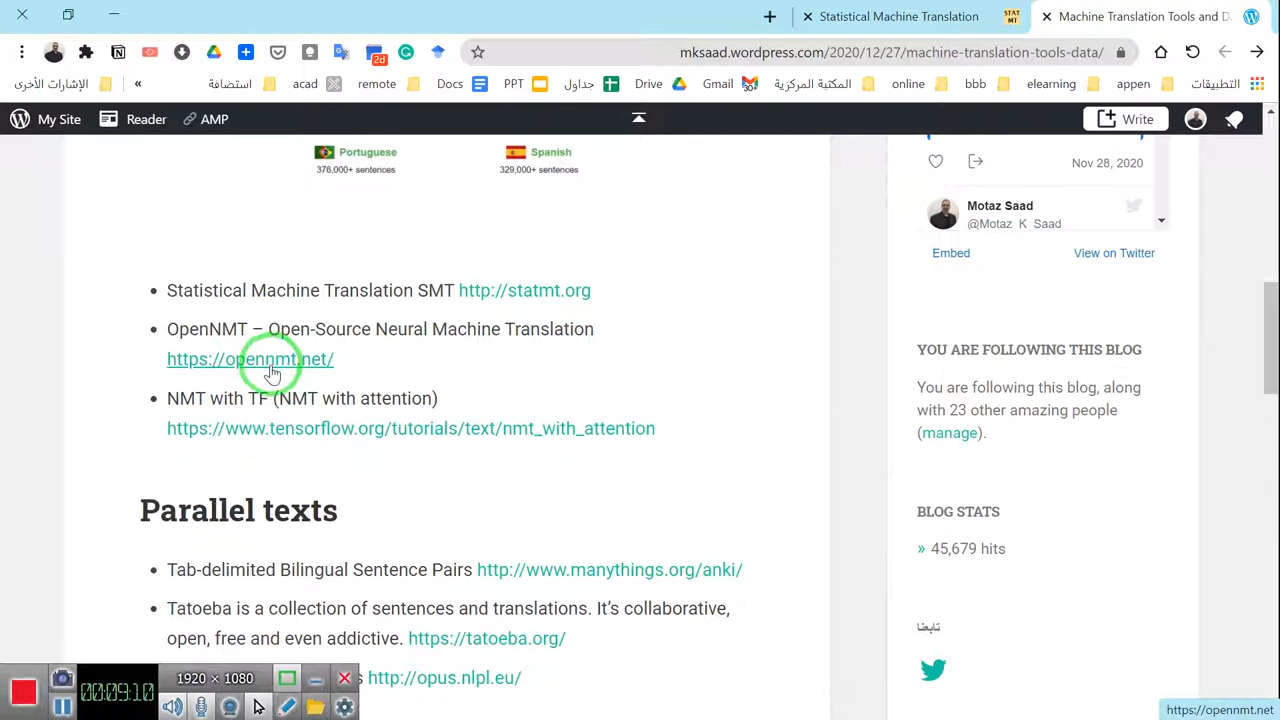 Statistical Machine Translation
STAT MT
Machine Translation Tools and D
2d
mksaad.wordpress.com/2020/12/27/machine-translation-tools-data/
الإشارات الأخرى
«
استضافة
acad
remote
Docs
PPT
جداول
Drive
Gmail
المكتبة المركزية
online
bbb
elearning
appen
التطبيقات
My Site
Reader
AMP
Write
Portuguese
376,000+ sentences
Spanish
329,000+ sentences
Nov 28, 2020
Motaz Saad
@Motaz_K_Saad
Embed
View on Twitter
• Statistical Machine Translation SMT http://statmt.org
• OpenNMT – Open-Source Neural Machine Translation
https://opennmt.net/
• NMT with TF (NMT with attention)
https://www.tensorflow.org/tutorials/text/nmt_with_attention
Parallel texts
• Tab-delimited Bilingual Sentence Pairs http://www.manythings.org/anki/
• Tatoeba is a collection of sentences and translations. It's collaborative,
open, free and even addictive. https://tatoeba.org/
s http://opus.nlpl.eu/
YOU ARE FOLLOWING THIS BLOG
You are following this blog, along
with 23 other amazing people
(manage).
BLOG STATS
» 45,679 hits
تابعنا
00:09:10
1920 × 1080
https://opennmt.net